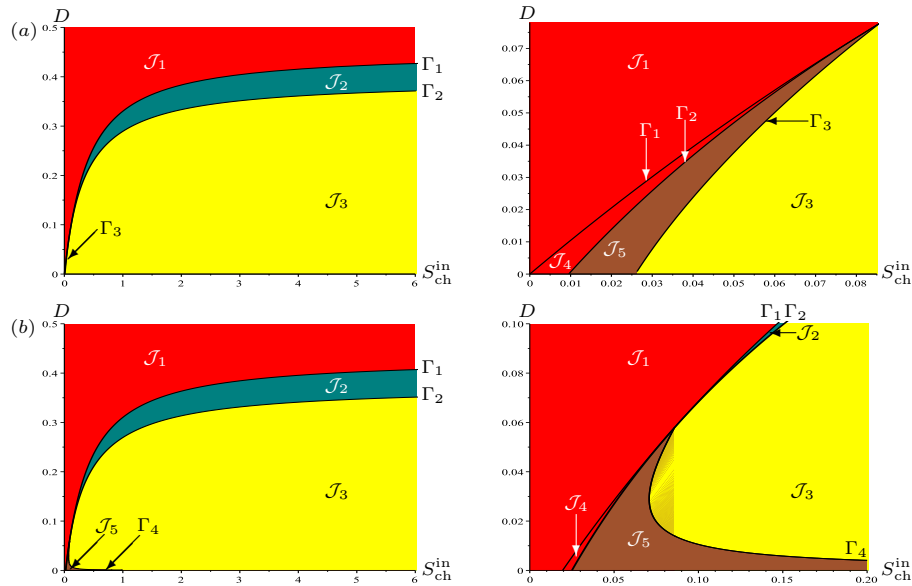 (a)
D
0.5
0.4
0.3
0.2
0.1
0
0 1 2 3 4 5 6
𝒥₁
𝒥₂
𝒥₃
Γ₁
Γ₂
Γ₃
Sⁱⁿ_ch
D
0.07
0.06
0.05
0.04
0.03
0.02
0.01
0
0 0.01 0.02 0.03 0.04 0.05 0.06 0.07 0.08
𝒥₁
Γ₁
Γ₂
Γ₃
𝒥₃
𝒥₄
𝒥₅
Sⁱⁿ_ch
(b)
D
0.5
0.4
0.3
0.2
0.1
0
0 1 2 3 4 5 6
𝒥₁
Γ₁
𝒥₂
Γ₂
𝒥₃
𝒥₅
Γ₄
Sⁱⁿ_ch
D
0.10
0.08
0.06
0.04
0.02
0
0 0.05 0.10 0.15 0.20
Γ₁ Γ₂
𝒥₂
𝒥₁
𝒥₃
𝒥₄
𝒥₅
Γ₄
Sⁱⁿ_ch